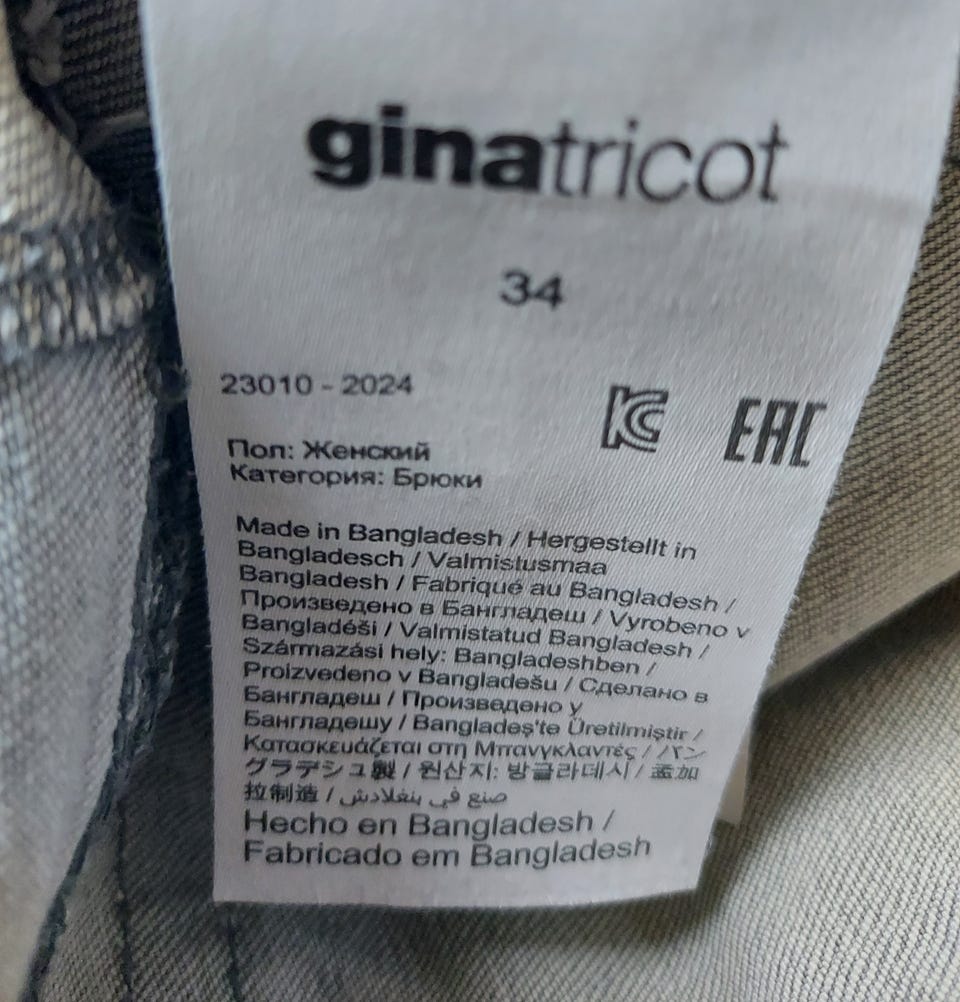 ginatricot
34
23010 - 2024
KC EAC
Пол: Женский
Категория: Брюки
Made in Bangladesh / Hergestellt in
Bangladesch / Valmistusmaa
Bangladesh / Fabriqué au Bangladesh /
Произведено в Бангладеш / Vyrobeno v
Bangladéši / Valmistatud Bangladesh /
Származási hely: Bangladeshben /
Proizvedeno v Bangladešu / Сделано в
Бангладеш / Произведено у
Бангладешу / Bangladeş'te Üretilmiştir /
Κατασκευάζεται στη Μπανγκλαντές / バン
グラデシュ製 / 원산지: 방글라데시 / 孟加
拉制造 / صنع في بنغلادش
Hecho en Bangladesh /
Fabricado em Bangladesh